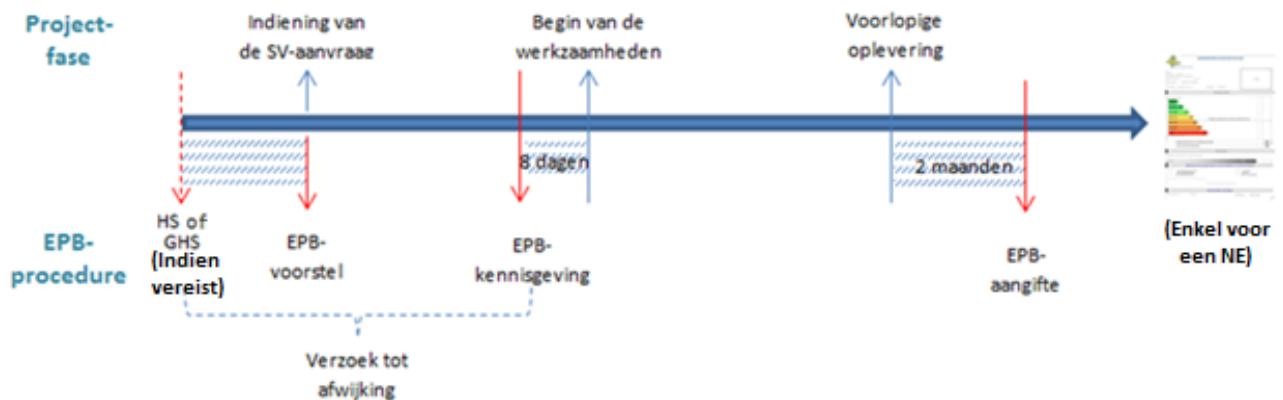 Project-
fase
Indiening van
de SV-aanvraag
Begin van de
werkzaamheden
Voorlopige
oplevering
8 dagen
2 maanden
EPB-
procedure
HS of
GHS
(Indien
vereist)
EPB-
voorstel
EPB-
kennisgeving
EPB-
aangifte
(Enkel voor
een NE)
Verzoek tot
afwijking